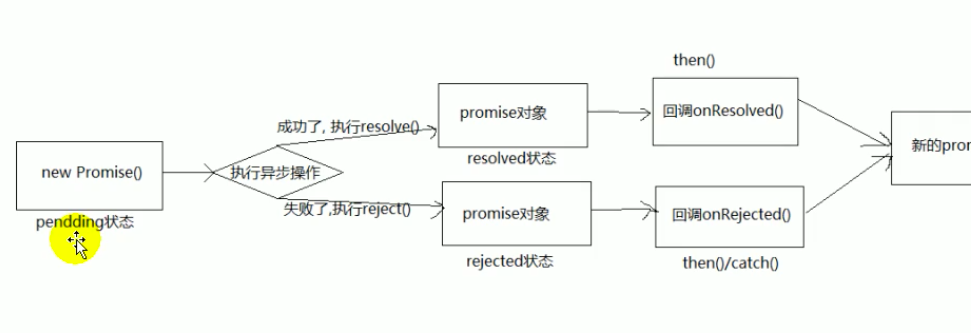 then()
回调onResolved()
成功了, 执行resolve()
promise对象
resolved状态
new Promise()
pendding状态
执行异步操作
新的pro
失败了,执行reject()
promise对象
rejected状态
回调onRejected()
then()/catch()